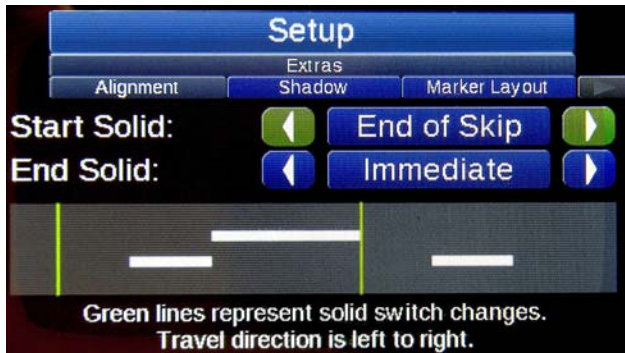 Setup
Extras
Alignment Shadow Marker Layout
Start Solid: End of Skip
End Solid: Immediate
Green lines represent solid switch changes.
Travel direction is left to right.